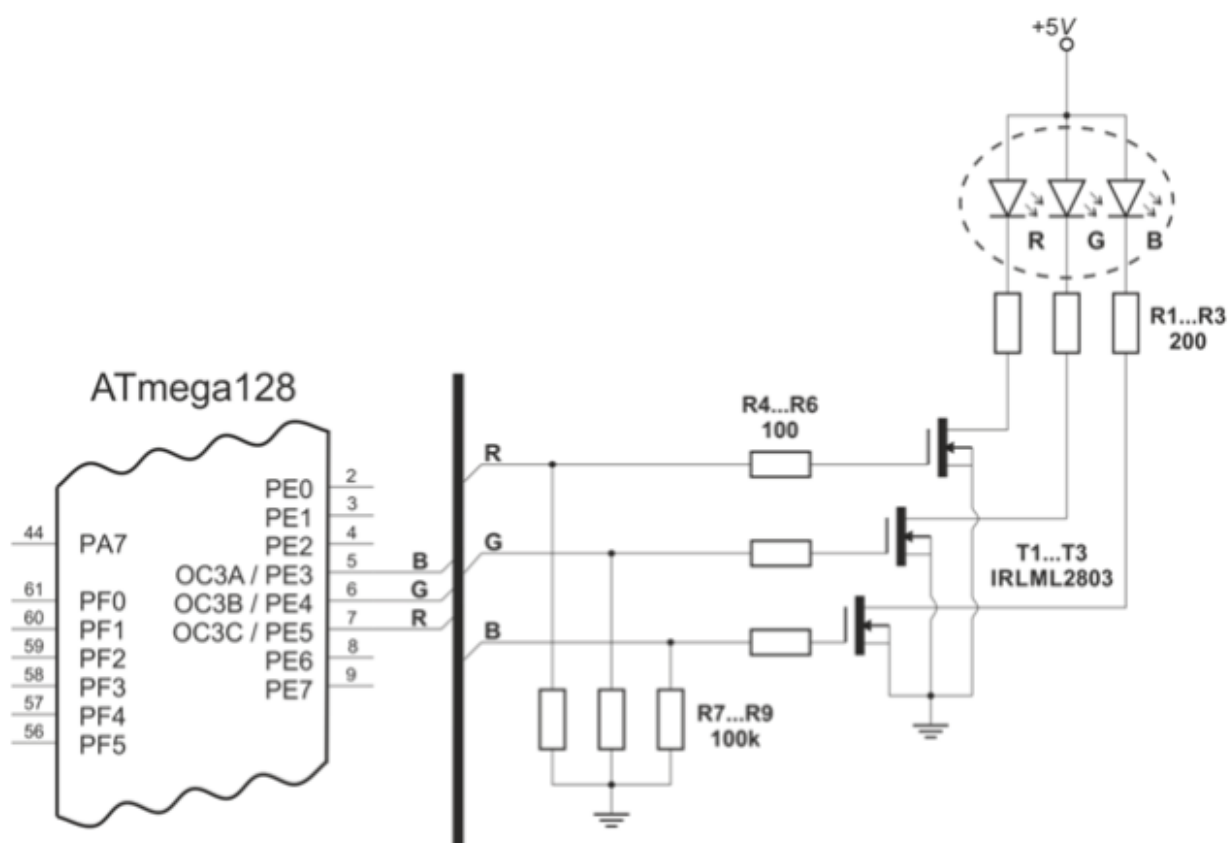 +5V
R
G
B
R1...R3
200
ATmega128
R4...R6
100
R
2
PE0
3
PE1
44
PA7
4
PE2
G
T1...T3
IRLML2803
5
OC3A / PE3
B
61
PF0
6
OC3B / PE4
G
60
PF1
7
OC3C / PE5
R
B
59
PF2
8
PE6
58
PF3
9
PE7
57
PF4
R7...R9
100k
56
PF5